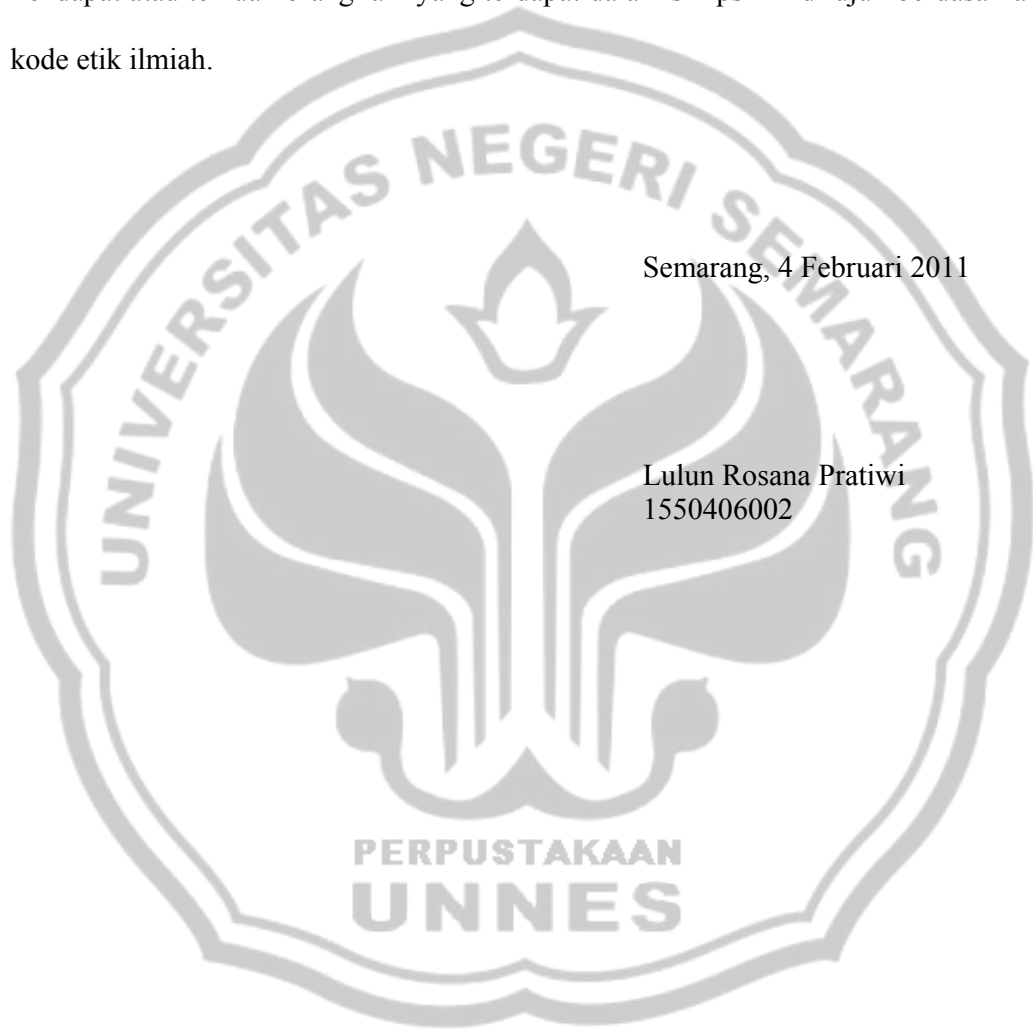 kode etik ilmiah.
UNIVERSITAS NEGERI SEMARANG
Semarang, 4 Februari 2011
Lulun Rosana Pratiwi
1550406002
PERPUSTAKAAN
UNNES